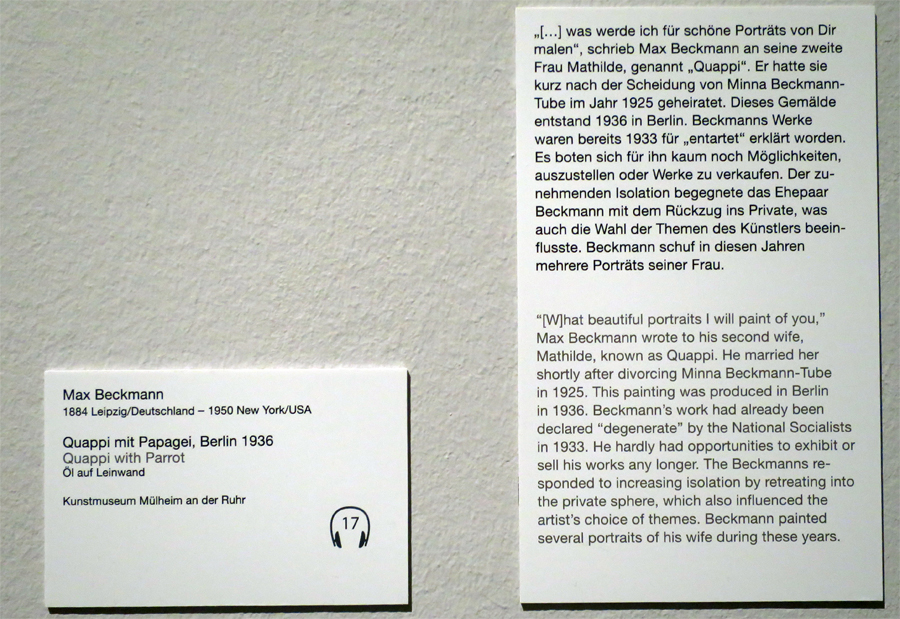 Max Beckmann
1884 Leipzig/Deutschland – 1950 New York/USA
Quappi mit Papagei, Berlin 1936
Quappi with Parrot
Öl auf Leinwand
Kunstmuseum Mülheim an der Ruhr
17
„[...] was werde ich für schöne Porträts von Dir
malen“, schrieb Max Beckmann an seine zweite
Frau Mathilde, genannt „Quappi“. Er hatte sie
kurz nach der Scheidung von Minna Beckmann-
Tube im Jahr 1925 geheiratet. Dieses Gemälde
entstand 1936 in Berlin. Beckmanns Werke
waren bereits 1933 für „entartet“ erklärt worden.
Es boten sich für ihn kaum noch Möglichkeiten,
auszustellen oder Werke zu verkaufen. Der zu-
nehmenden Isolation begegnete das Ehepaar
Beckmann mit dem Rückzug ins Private, was
auch die Wahl der Themen des Künstlers beein-
flusste. Beckmann schuf in diesen Jahren
mehrere Porträts seiner Frau.
“[W]hat beautiful portraits I will paint of you,”
Max Beckmann wrote to his second wife,
Mathilde, known as Quappi. He married her
shortly after divorcing Minna Beckmann-Tube
in 1925. This painting was produced in Berlin
in 1936. Beckmann’s work had already been
declared “degenerate” by the National Socialists
in 1933. He hardly had opportunities to exhibit or
sell his works any longer. The Beckmanns re-
sponded to increasing isolation by retreating into
the private sphere, which also influenced the
artist’s choice of themes. Beckmann painted
several portraits of his wife during these years.